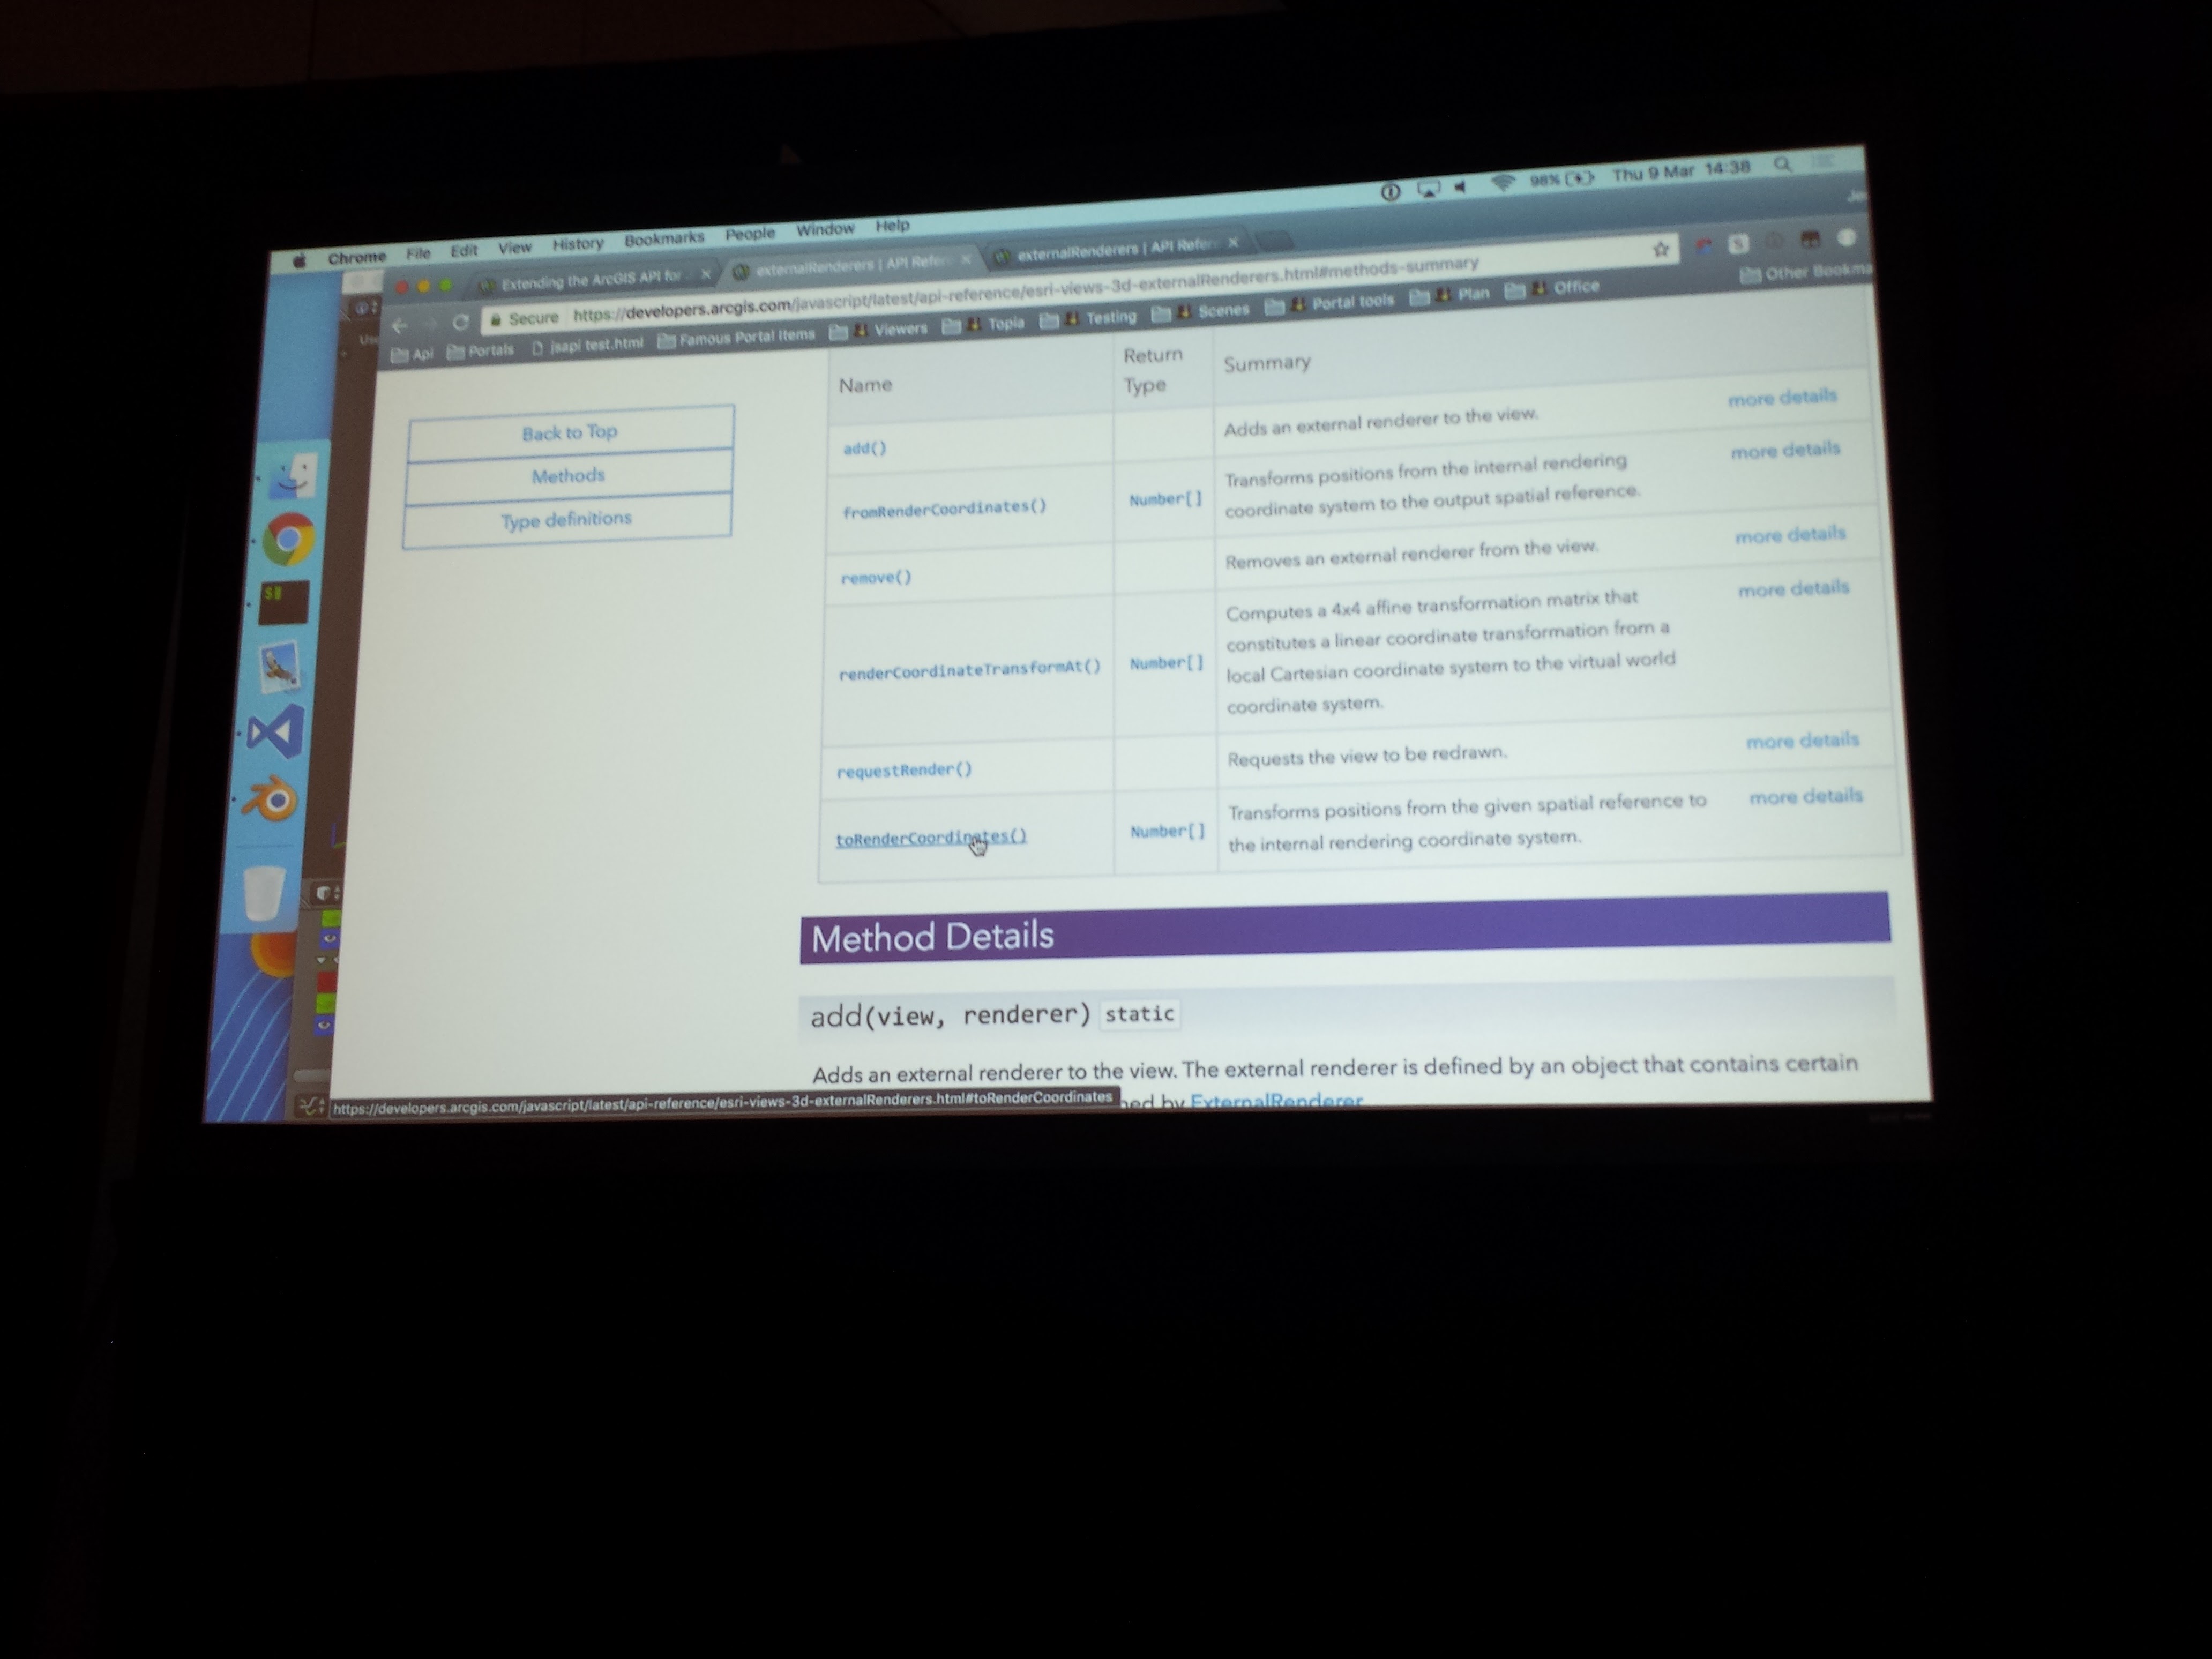 Chrome File Edit View History Bookmarks People Window Help 98% Thu 9 Mar 14:38
Extending the ArcGIS API for externalRenderers | API Refer externalRenderers | API Refer
Secure https://developers.arcgis.com/javascript/latest/api-reference/esri-views-3d-externalRenderers.html#methods-summary
Api Portals jsapi test.html Famous Portal Items Viewers Topia Testing Scenes Portal tools Plan Office Other Bookma
Back to Top
Methods
Type definitions
Name Return Type Summary
add() Adds an external renderer to the view. more details
fromRenderCoordinates() Number[] Transforms positions from the internal rendering more details
coordinate system to the output spatial reference.
remove() Removes an external renderer from the view. more details
renderCoordinateTransformAt() Number[] Computes a 4x4 affine transformation matrix that more details
constitutes a linear coordinate transformation from a
local Cartesian coordinate system to the virtual world
coordinate system.
requestRender() Requests the view to be redrawn. more details
toRenderCoordinates() Number[] Transforms positions from the given spatial reference to more details
the internal rendering coordinate system.
Method Details
add(view, renderer) static
Adds an external renderer to the view. The external renderer is defined by an object that contains certain
ned by ExternalRenderer
https://developers.arcgis.com/javascript/latest/api-reference/esri-views-3d-externalRenderers.html#toRenderCoordinates